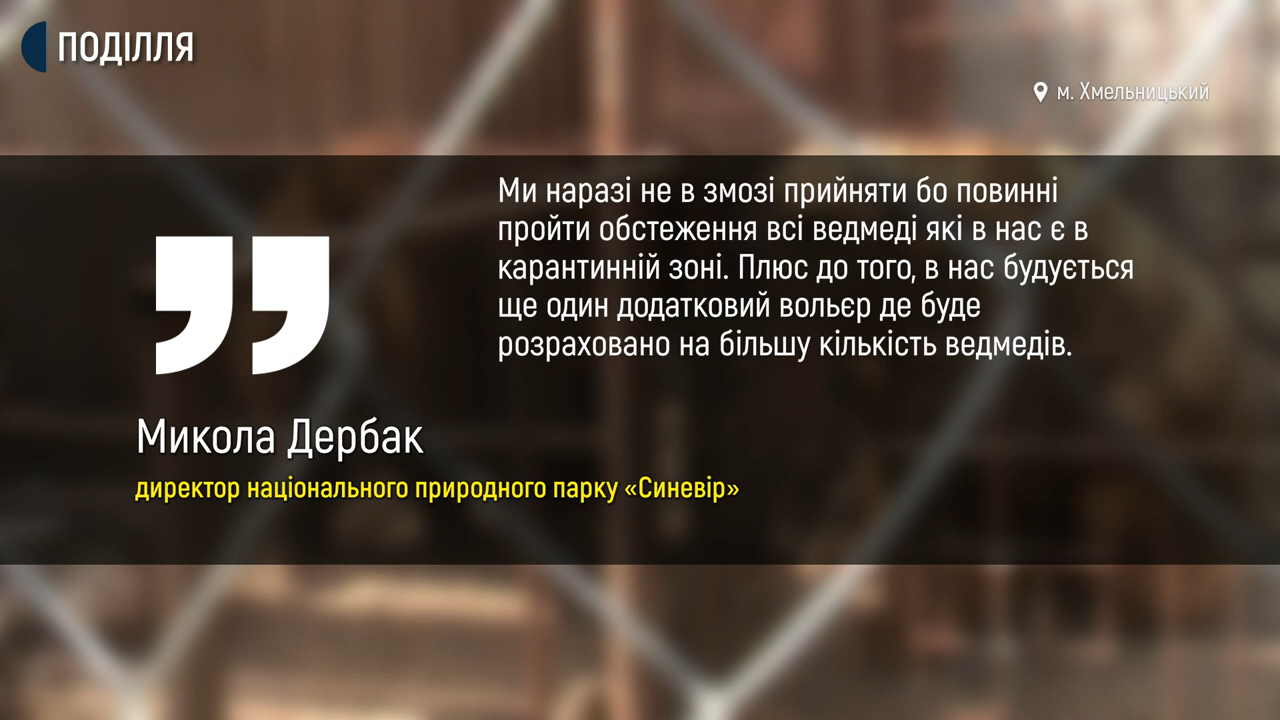 ПОДІЛЛЯ
м. Хмельницький
Ми наразі не в змозі прийняти бо повинні
пройти обстеження всі ведмеді які в нас є в
карантинній зоні. Плюс до того, в нас будується
ще один додатковий вольєр де буде
розраховано на більшу кількість ведмедів.
Микола Дербак
директор національного природного парку «Синевір»